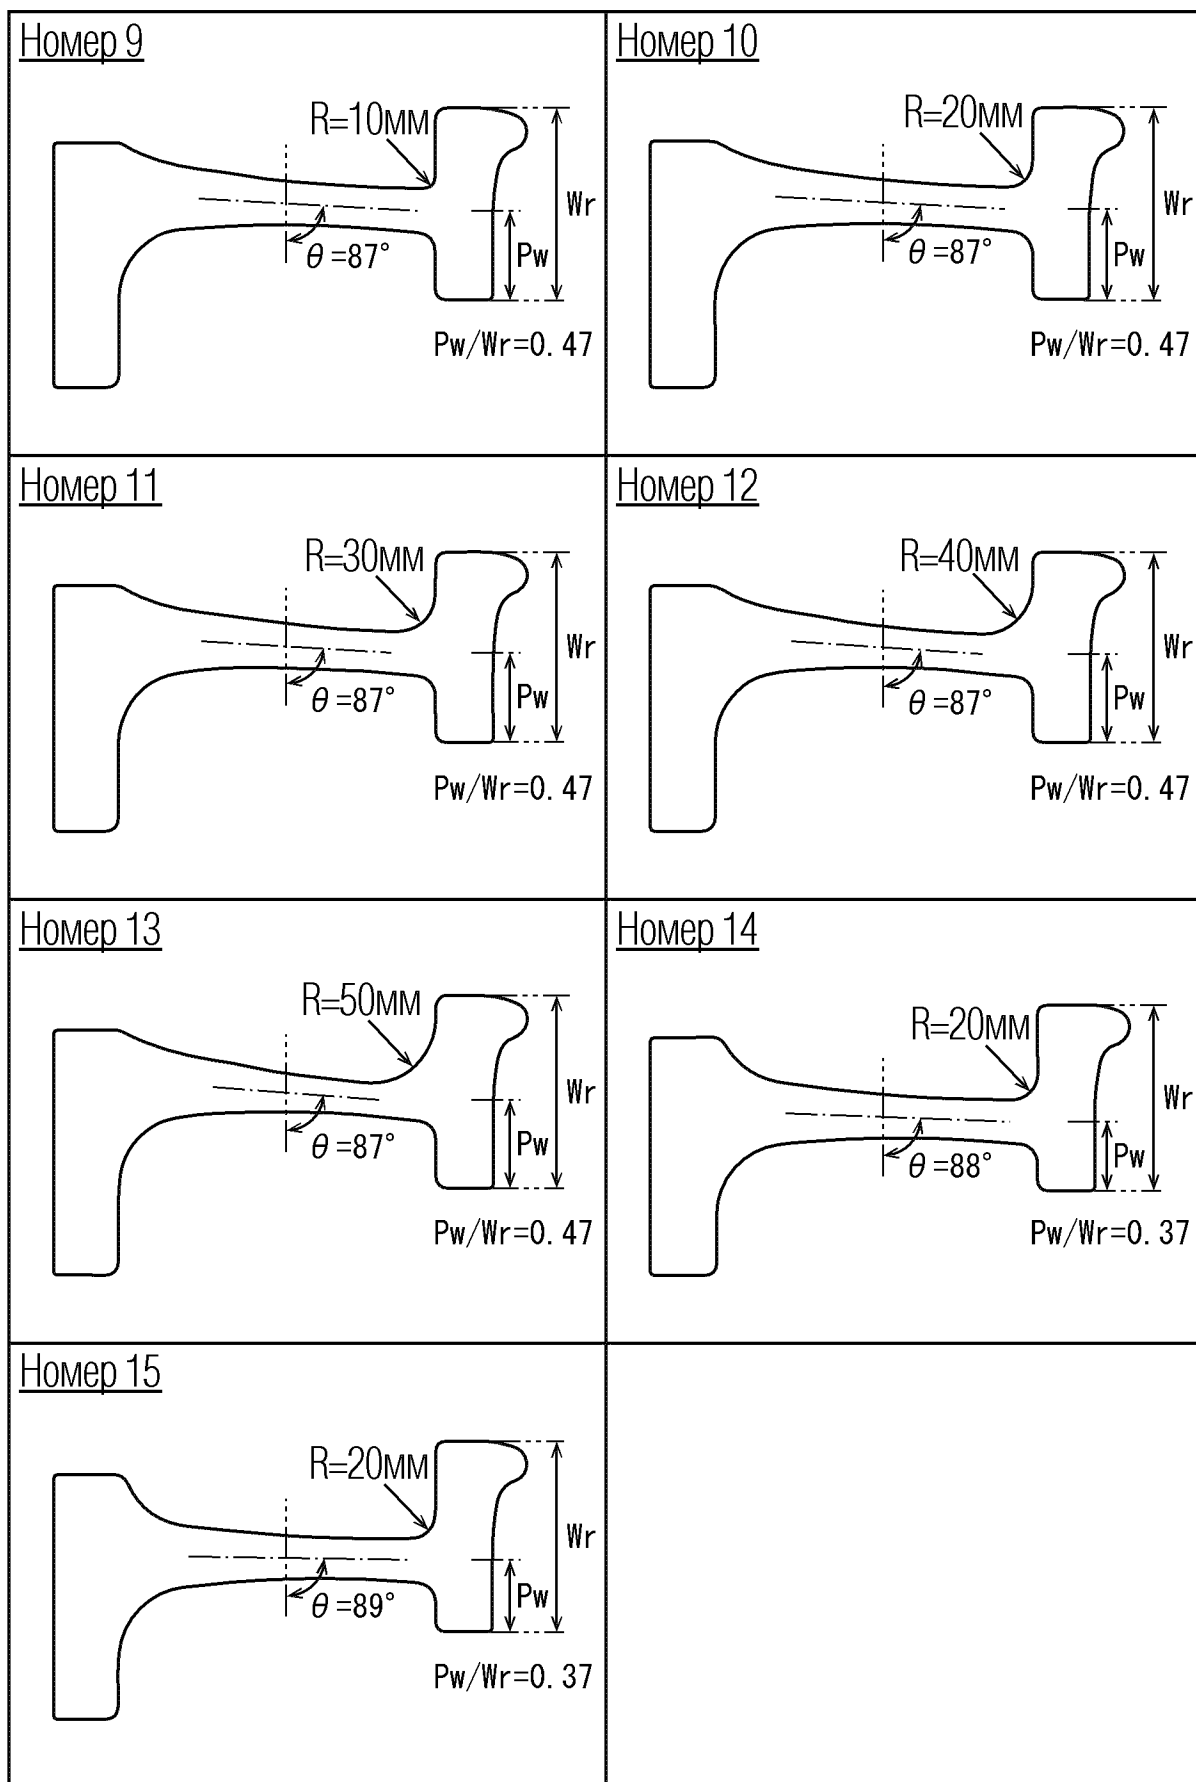 Номер 9
R=10мм
Wr
Pw
θ=87°
Pw/Wr=0.47
Номер 10
R=20мм
Wr
Pw
θ=87°
Pw/Wr=0.47
Номер 11
R=30мм
Wr
Pw
θ=87°
Pw/Wr=0.47
Номер 12
R=40мм
Wr
Pw
θ=87°
Pw/Wr=0.47
Номер 13
R=50мм
Wr
Pw
θ=87°
Pw/Wr=0.47
Номер 14
R=20мм
Wr
Pw
θ=88°
Pw/Wr=0.37
Номер 15
R=20мм
Wr
Pw
θ=89°
Pw/Wr=0.37